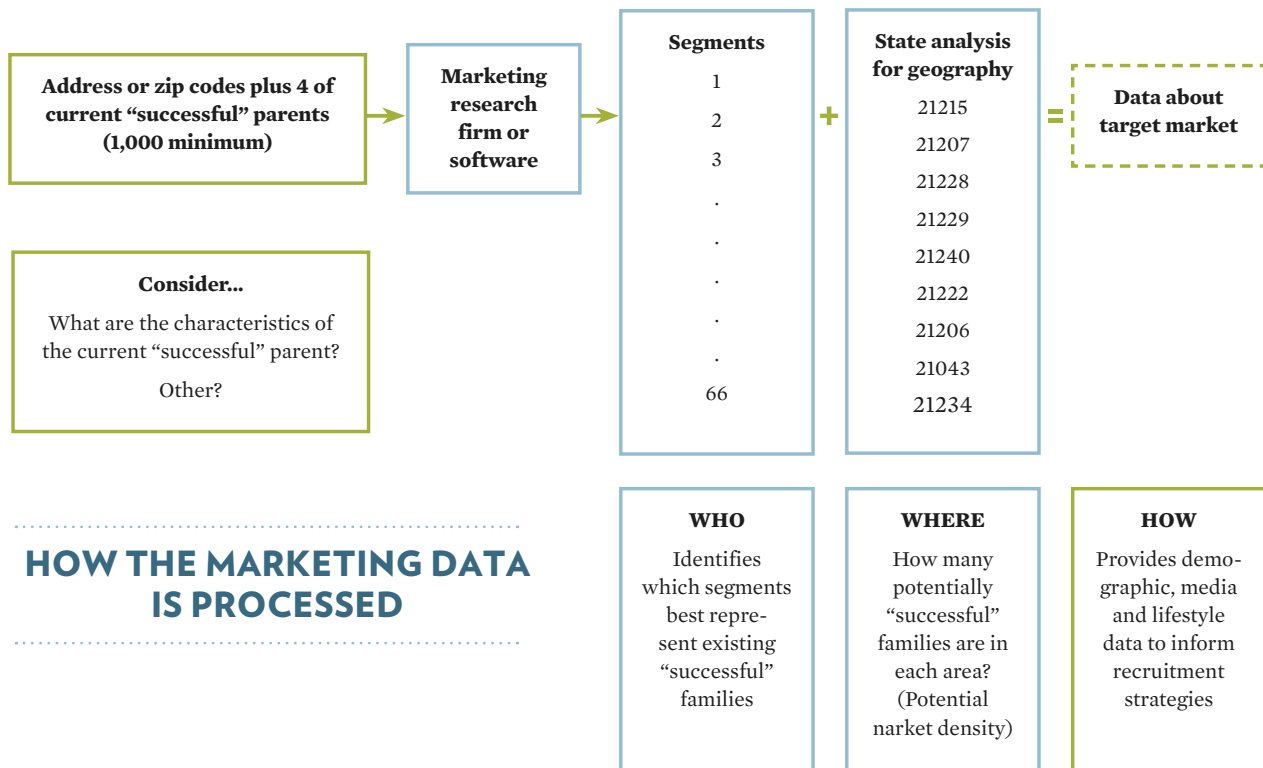 Address or zip codes plus 4 of
current “successful” parents
(1,000 minimum)
Marketing
research
firm or
software
Segments
1
2
3
.
.
.
.
.
66
+
State analysis
for geography
21215
21207
21228
21229
21240
21222
21206
21043
21234
=
Data about
target market
Consider...
What are the characteristics of
the current “successful” parent?
Other?
HOW THE MARKETING DATA
IS PROCESSED
WHO
Identifies
which segments
best repre-
sent existing
“successful”
families
WHERE
How many
potentially
“successful”
families are in
each area?
(Potential
narket density)
HOW
Provides demo-
graphic, media
and lifestyle
data to inform
recruitment
strategies